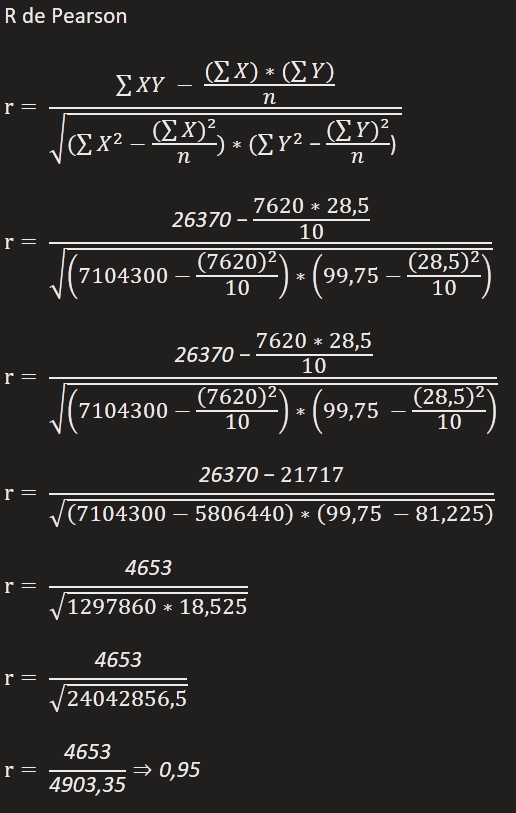 R de Pearson
r = (∑ XY − ((∑ X) ∗ (∑ Y))/n) / √((∑ X² − (∑ X)²/n) ∗ (∑ Y² – (∑ Y)²/n))
r = (26370 – (7620 ∗ 28,5)/10) / √((7104300 − (7620)²/10) ∗ (99,75 − (28,5)²/10))
r = (26370 – (7620 ∗ 28,5)/10) / √((7104300 − (7620)²/10) ∗ (99,75 − (28,5)²/10))
r = (26370 – 21717) / √((7104300 − 5806440) ∗ (99,75 − 81,225))
r = 4653 / √(1297860 ∗ 18,525)
r = 4653 / √(24042856,5)
r = 4653 / 4903,35 ⇒ 0,95